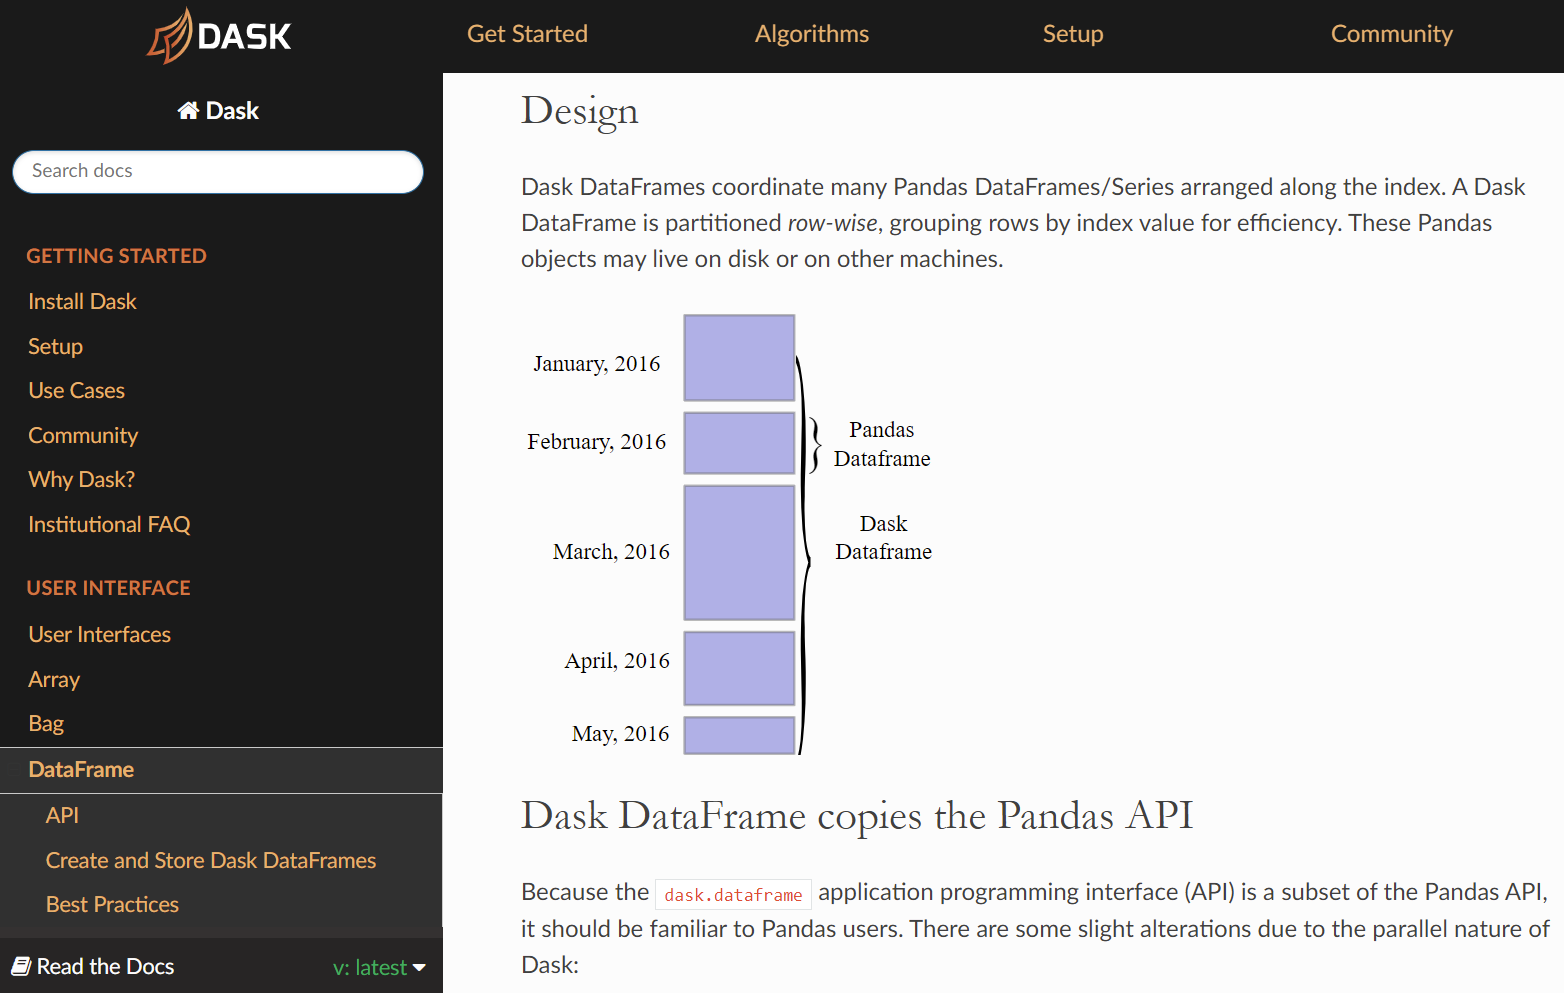 DASK
Get Started
Algorithms
Setup
Community
Dask
Search docs
GETTING STARTED
Install Dask
Setup
Use Cases
Community
Why Dask?
Institutional FAQ
USER INTERFACE
User Interfaces
Array
Bag
DataFrame
API
Create and Store Dask DataFrames
Best Practices
Read the Docs
v: latest
Design
Dask DataFrames coordinate many Pandas DataFrames/Series arranged along the index. A Dask
DataFrame is partitioned row-wise, grouping rows by index value for efficiency. These Pandas
objects may live on disk or on other machines.
January, 2016
February, 2016
March, 2016
April, 2016
May, 2016
Pandas
Dataframe
Dask
Dataframe
Dask DataFrame copies the Pandas API
Because the dask.dataframe application programming interface (API) is a subset of the Pandas API,
it should be familiar to Pandas users. There are some slight alterations due to the parallel nature of
Dask: